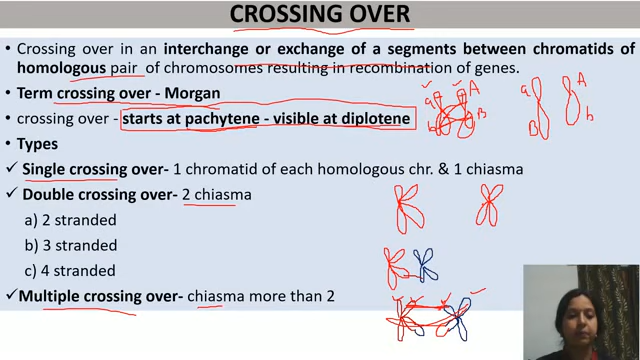 CROSSING OVER
• Crossing over in an interchange or exchange of a segments between chromatids of
homologous pair of chromosomes resulting in recombination of genes.
• Term crossing over - Morgan
• crossing over - starts at pachytene - visible at diplotene
• Types
✓ Single crossing over- 1 chromatid of each homologous chr. & 1 chiasma
✓ Double crossing over- 2 chiasma
a) 2 stranded
b) 3 stranded
c) 4 stranded
✓ Multiple crossing over- chiasma more than 2
a A a A
b B B b